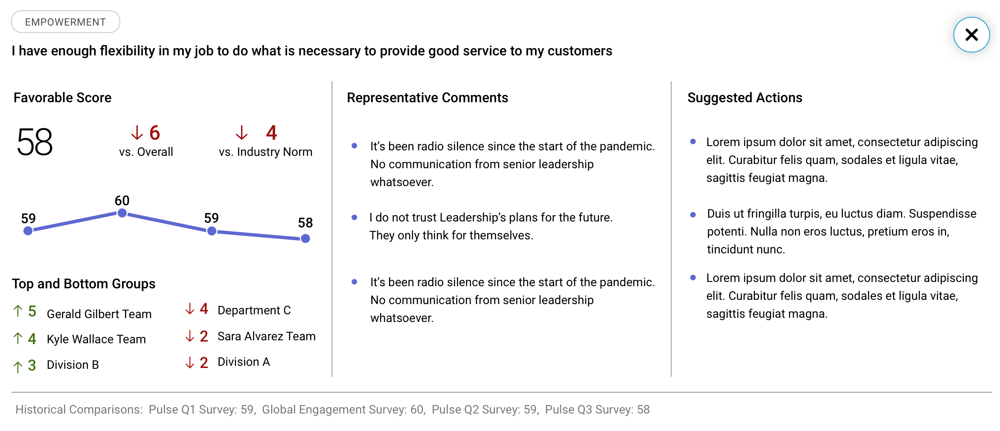 EMPOWERMENT
I have enough flexibility in my job to do what is necessary to provide good service to my customers
Favorable Score
58
↓ 6
vs. Overall
↓ 4
vs. Industry Norm
59
60
59
58
Top and Bottom Groups
↑ 5 Gerald Gilbert Team
↑ 4 Kyle Wallace Team
↑ 3 Division B
↓ 4 Department C
↓ 2 Sara Alvarez Team
↓ 2 Division A
Representative Comments
• It’s been radio silence since the start of the pandemic.
No communication from senior leadership
whatsoever.
• I do not trust Leadership’s plans for the future.
They only think for themselves.
• It’s been radio silence since the start of the pandemic.
No communication from senior leadership
whatsoever.
Suggested Actions
• Lorem ipsum dolor sit amet, consectetur adipiscing
elit. Curabitur felis quam, sodales et ligula vitae,
sagittis feugiat magna.
• Duis ut fringilla turpis, eu luctus diam. Suspendisse
potenti. Nulla non eros luctus, pretium eros in,
tincidunt nunc.
• Lorem ipsum dolor sit amet, consectetur adipiscing
elit. Curabitur felis quam, sodales et ligula vitae,
sagittis feugiat magna.
Historical Comparisons: Pulse Q1 Survey: 59, Global Engagement Survey: 60, Pulse Q2 Survey: 59, Pulse Q3 Survey: 58